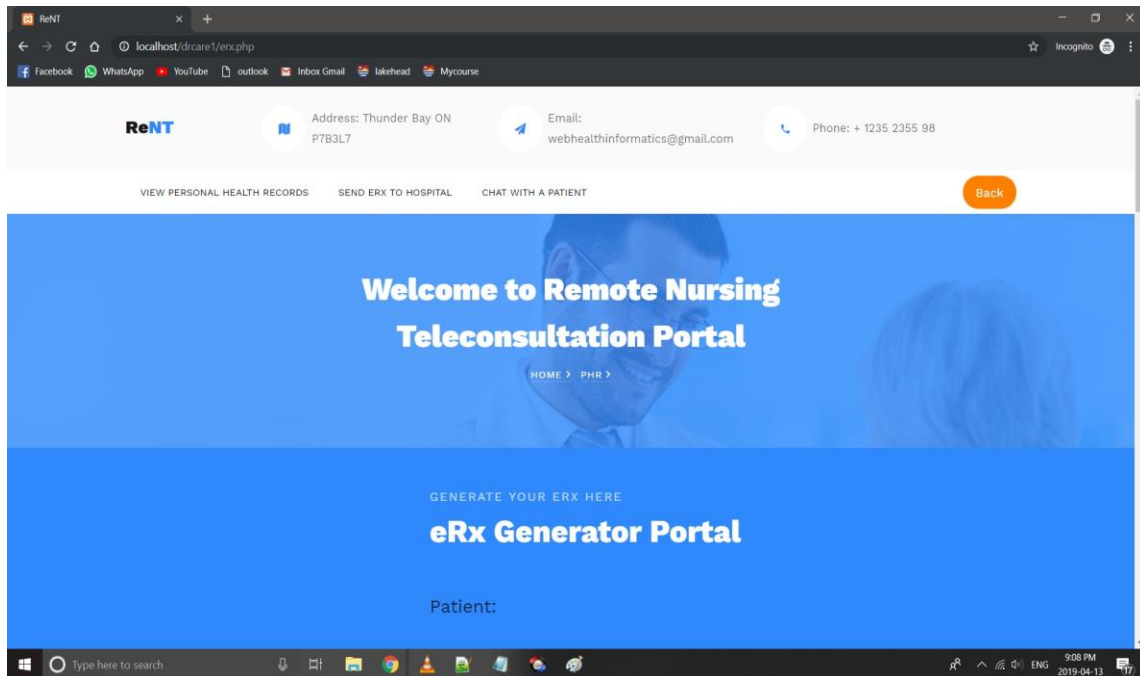 ReNT
localhost/drcare1/erx.php
Incognito
Facebook WhatsApp YouTube outlook Inbox Gmail lakehead Mycourse
ReNT
Address: Thunder Bay ON
P7B3L7
Email:
webhealthinformatics@gmail.com
Phone: + 1235 2355 98
VIEW PERSONAL HEALTH RECORDS SEND ERX TO HOSPITAL CHAT WITH A PATIENT Back
Welcome to Remote Nursing
Teleconsultation Portal
HOME > PHR >
GENERATE YOUR ERX HERE
eRx Generator Portal
Patient:
Type here to search
ENG
9:08 PM
2019-04-13
17